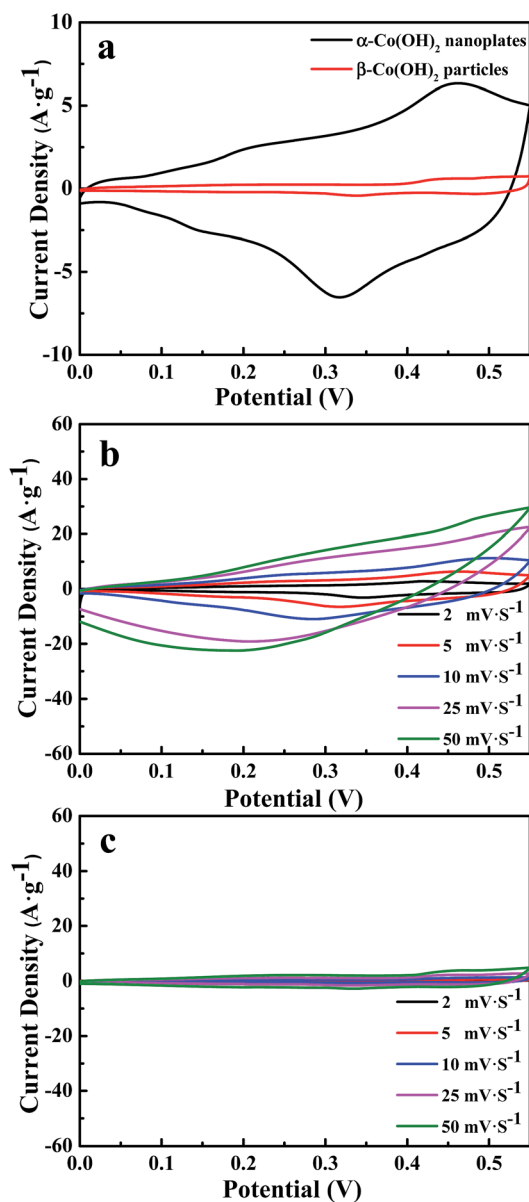 a
α-Co(OH)₂ nanoplates
β-Co(OH)₂ particles
10
5
0
-5
-10
Current Density (A·g⁻¹)
0.0 0.1 0.2 0.3 0.4 0.5
Potential (V)
b
60
40
20
0
-20
-40
-60
Current Density (A·g⁻¹)
2 mV·S⁻¹
5 mV·S⁻¹
10 mV·S⁻¹
25 mV·S⁻¹
50 mV·S⁻¹
0.0 0.1 0.2 0.3 0.4 0.5
Potential (V)
c
60
40
20
0
-20
-40
-60
Current Density (A·g⁻¹)
2 mV·S⁻¹
5 mV·S⁻¹
10 mV·S⁻¹
25 mV·S⁻¹
50 mV·S⁻¹
0.0 0.1 0.2 0.3 0.4 0.5
Potential (V)